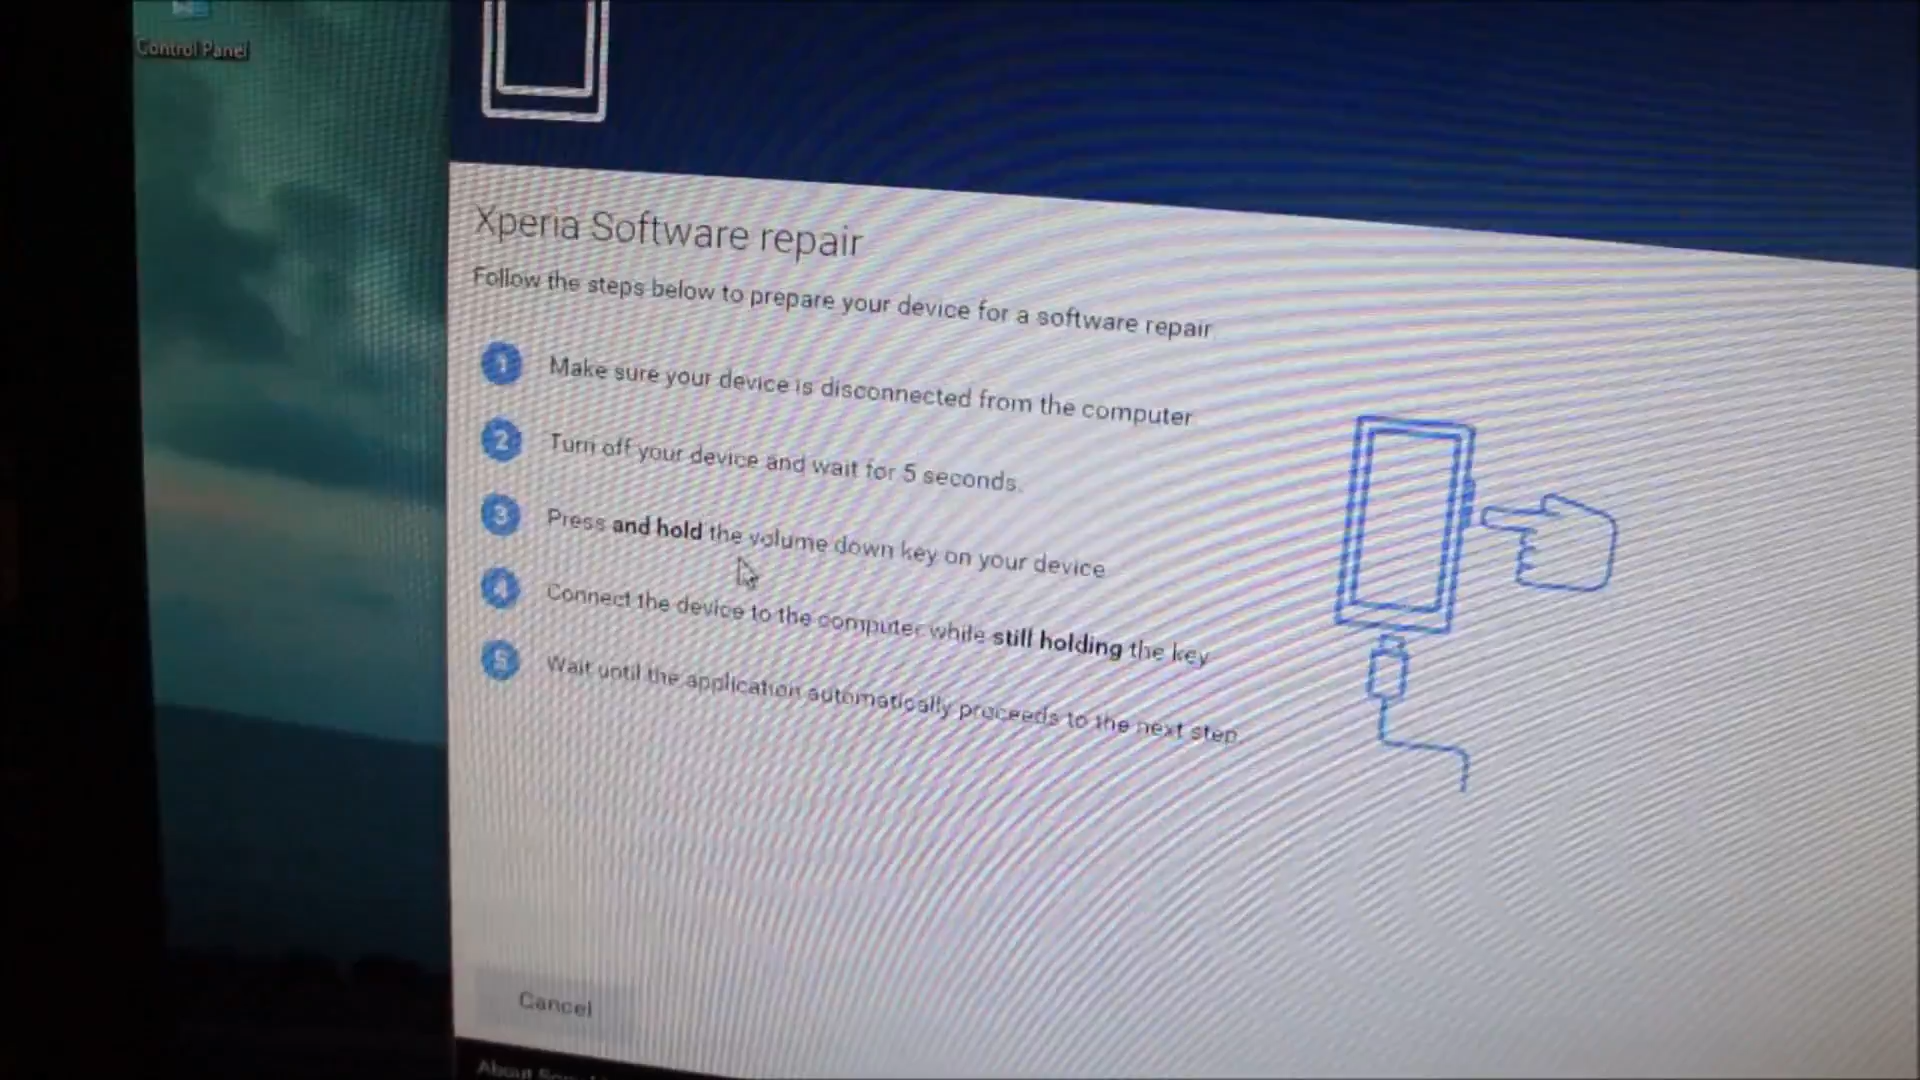 Control Panel
Xperia Software repair
Follow the steps below to prepare your device for a software repair
1 Make sure your device is disconnected from the computer
2 Turn off your device and wait for 5 seconds.
3 Press and hold the volume down key on your device
4 Connect the device to the computer while still holding the key
5 Wait until the application automatically proceeds to the next step.
Cancel
About